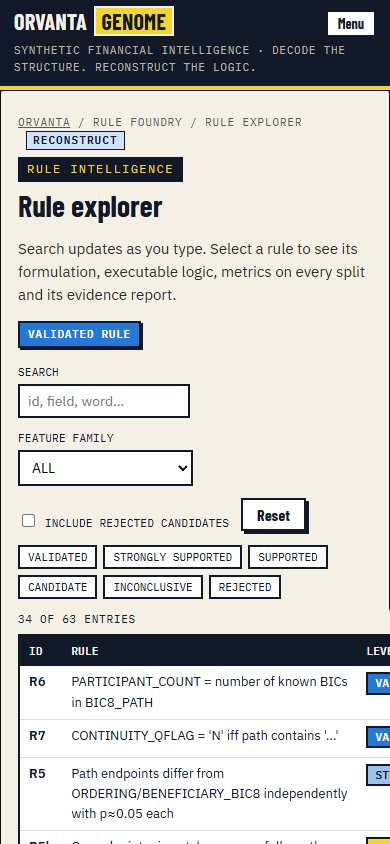 ORVANTA GENOME
Menu
SYNTHETIC FINANCIAL INTELLIGENCE · DECODE THE
STRUCTURE. RECONSTRUCT THE LOGIC.
ORVANTA / RULE FOUNDRY / RULE EXPLORER
RECONSTRUCT
RULE INTELLIGENCE
Rule explorer
Search updates as you type. Select a rule to see its
formulation, executable logic, metrics on every split
and its evidence report.
VALIDATED RULE
SEARCH
id, field, word...
FEATURE FAMILY
ALL
INCLUDE REJECTED CANDIDATES
Reset
VALIDATED STRONGLY SUPPORTED SUPPORTED
CANDIDATE INCONCLUSIVE REJECTED
34 OF 63 ENTRIES
ID RULE LEVE
R6 PARTICIPANT_COUNT = number of known BICs VA
in BIC8_PATH
R7 CONTINUITY_QFLAG = 'N' iff path contains '...' VA
R5 Path endpoints differ from ST
ORDERING/BENEFICIARY_BIC8 independently
with p≈0.05 each